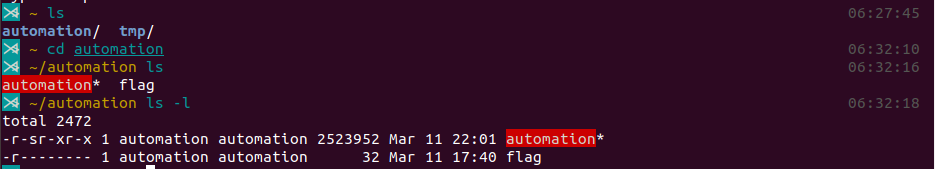 ~ ls 06:27:45
automation/ tmp/
~ cd automation 06:32:10
~/automation ls 06:32:16
automation* flag
~/automation ls -l 06:32:18
total 2472
-r-sr-xr-x 1 automation automation 2523952 Mar 11 22:01 automation*
-r-------- 1 automation automation 32 Mar 11 17:40 flag